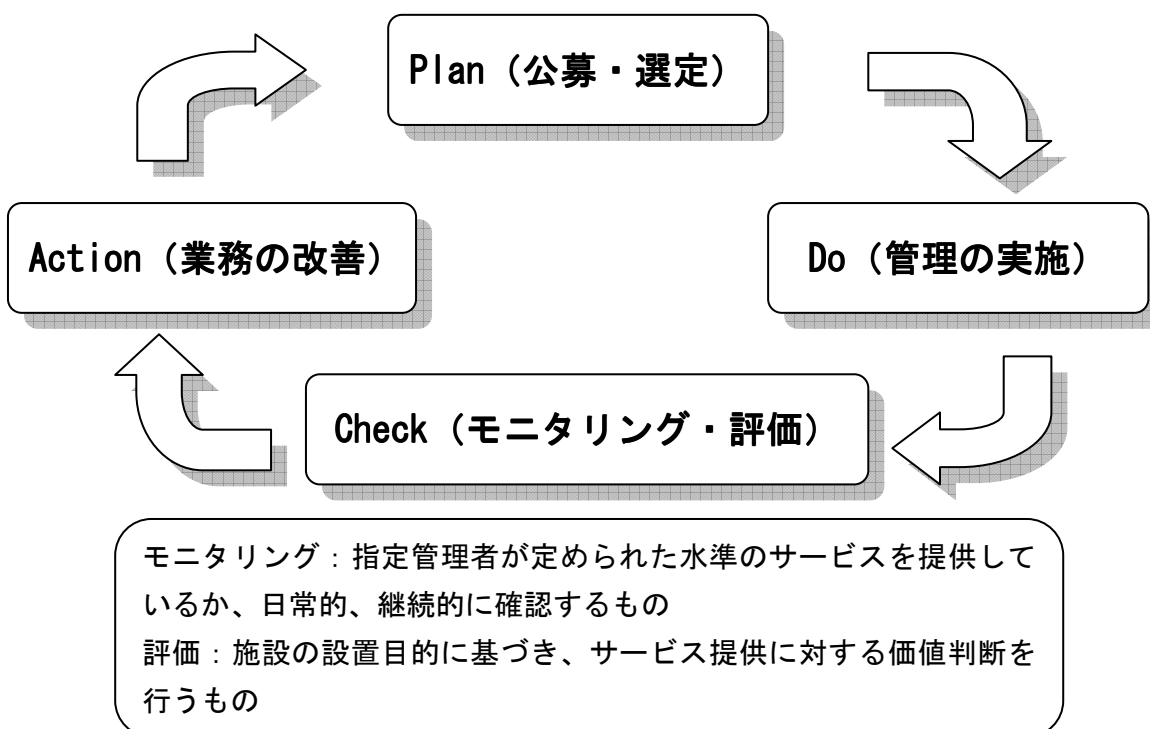 Plan（公募・選定）
Action（業務の改善）
Do（管理の実施）
Check（モニタリング・評価）
モニタリング：指定管理者が定められた水準のサービスを提供して
いるか、日常的、継続的に確認するもの
評価：施設の設置目的に基づき、サービス提供に対する価値判断を
行うもの